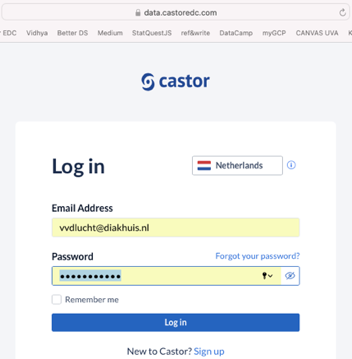 data.castoredc.com
EDC Vidhya Better DS Medium StatQuestJS ref&write DataCamp myGCP CANVAS UVA K
castor
Log in
Netherlands
Email Address
vvdlucht@diakhuis.nl
Password
Forgot your password?
Remember me
Log in
New to Castor? Sign up